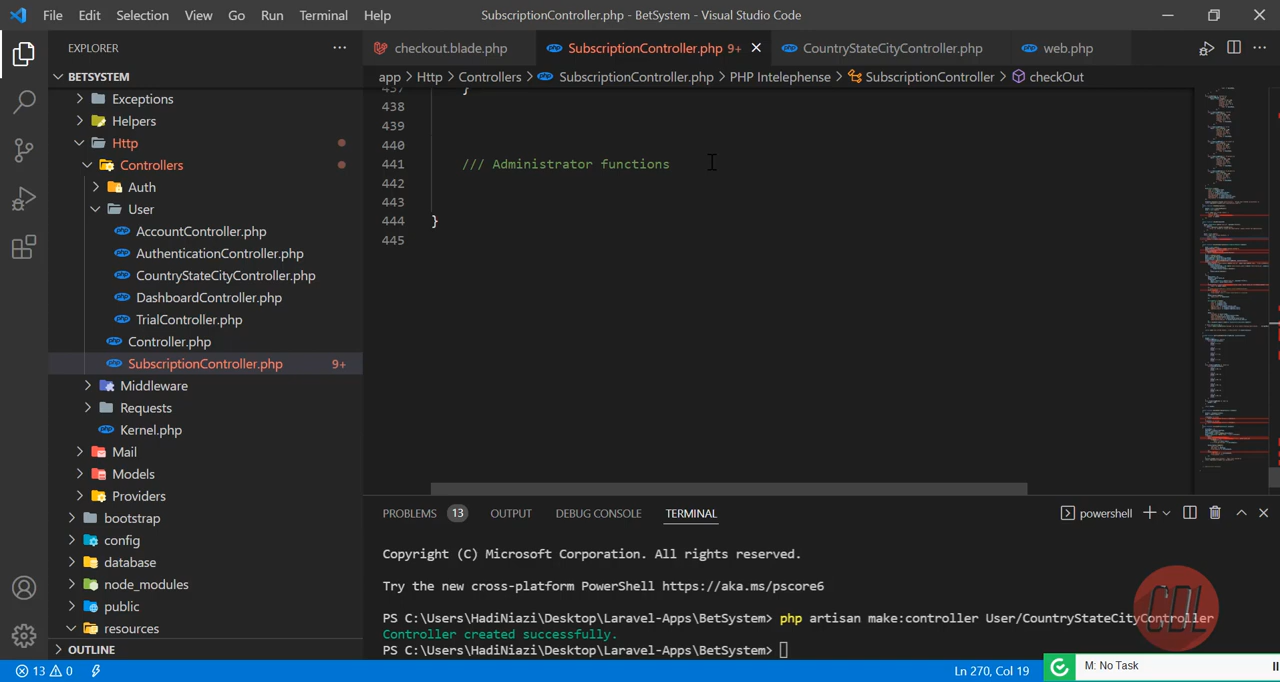 File Edit Selection View Go Run Terminal Help
SubscriptionController.php - BetSystem - Visual Studio Code
EXPLORER
BETSYSTEM
Exceptions
Helpers
Http
Controllers
Auth
User
AccountController.php
AuthenticationController.php
CountryStateCityController.php
DashboardController.php
TrialController.php
Controller.php
SubscriptionController.php 9+
Middleware
Requests
Kernel.php
Mail
Models
Providers
bootstrap
config
database
node_modules
public
resources
OUTLINE
checkout.blade.php SubscriptionController.php 9+ CountryStateCityController.php web.php
app > Http > Controllers > SubscriptionController.php > PHP Intelephense > SubscriptionController > checkOut
437 }
438
439
440
441 /// Administrator functions
442
443
444 }
445
PROBLEMS 13 OUTPUT DEBUG CONSOLE TERMINAL
powershell
Copyright (C) Microsoft Corporation. All rights reserved.
Try the new cross-platform PowerShell https://aka.ms/pscore6
PS C:\Users\HadiNiazi\Desktop\Laravel-Apps\BetSystem> php artisan make:controller User/CountryStateCityController
Controller created successfully.
PS C:\Users\HadiNiazi\Desktop\Laravel-Apps\BetSystem>
CDL
13 0
Ln 270, Col 19
M: No Task